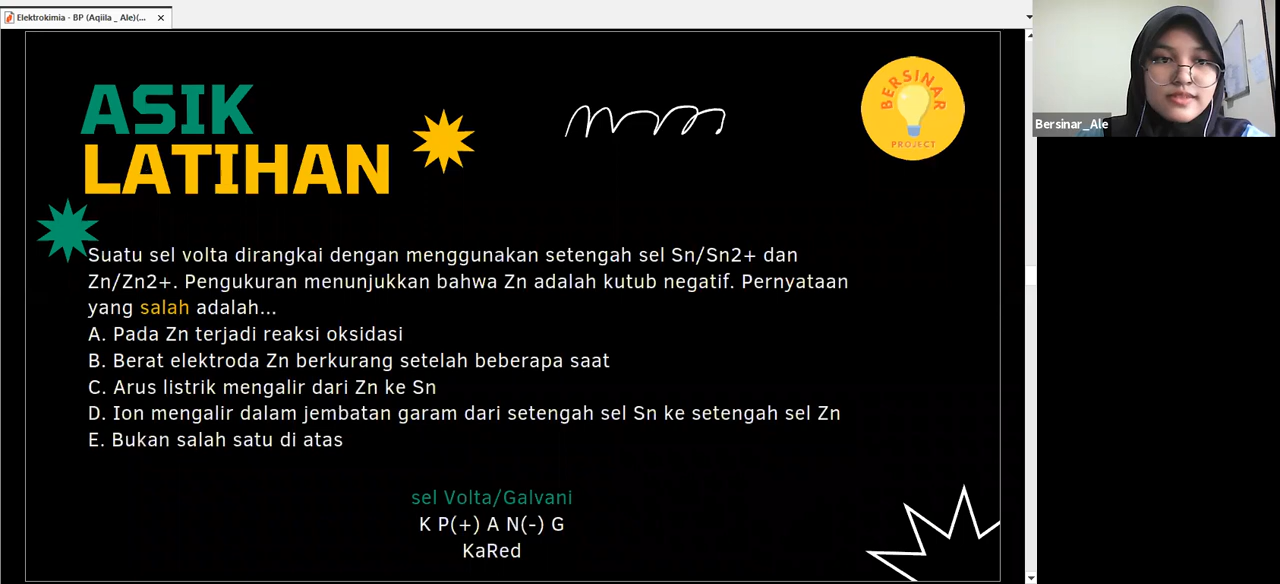 Elektrokimia - BP (Aqiila _ Ale)(...
ASIK
LATIHAN
BERSINAR
PROJECT
Bersinar_Ale
Suatu sel volta dirangkai dengan menggunakan setengah sel Sn/Sn2+ dan
Zn/Zn2+. Pengukuran menunjukkan bahwa Zn adalah kutub negatif. Pernyataan
yang salah adalah...
A. Pada Zn terjadi reaksi oksidasi
B. Berat elektroda Zn berkurang setelah beberapa saat
C. Arus listrik mengalir dari Zn ke Sn
D. Ion mengalir dalam jembatan garam dari setengah sel Sn ke setengah sel Zn
E. Bukan salah satu di atas
sel Volta/Galvani
K P(+) A N(-) G
KaRed